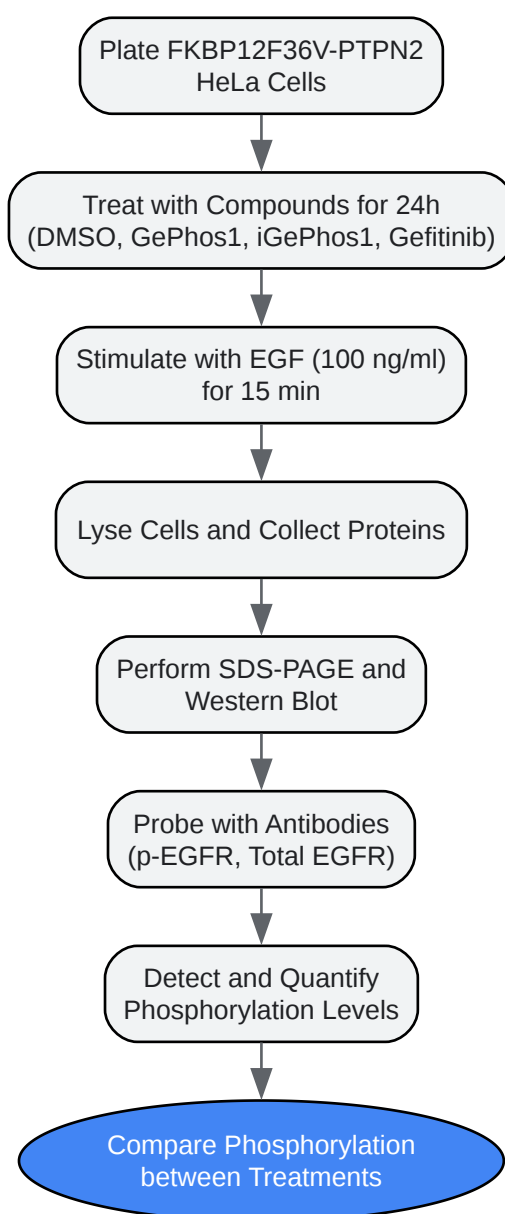 Plate FKBP12F36V-PTPN2
HeLa Cells
Treat with Compounds for 24h
(DMSO, GePhos1, iGePhos1, Gefitinib)
Stimulate with EGF (100 ng/ml)
for 15 min
Lyse Cells and Collect Proteins
Perform SDS-PAGE and
Western Blot
Probe with Antibodies
(p-EGFR, Total EGFR)
Detect and Quantify
Phosphorylation Levels
Compare Phosphorylation
between Treatments